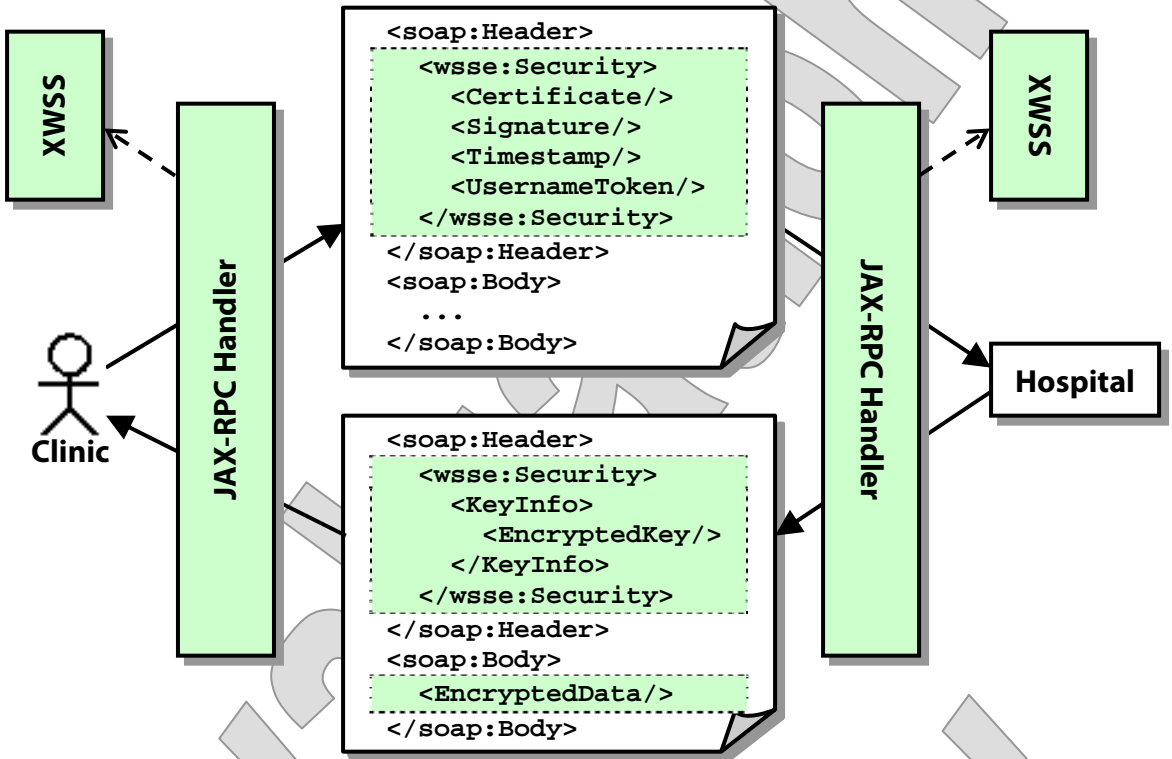 XWSS
JAX-RPC Handler
Clinic
<soap:Header>
<wsse:Security>
<Certificate/>
<Signature/>
<Timestamp/>
<UsernameToken/>
</wsse:Security>
</soap:Header>
<soap:Body>
...
</soap:Body>
<soap:Header>
<wsse:Security>
<KeyInfo>
<EncryptedKey/>
</KeyInfo>
</wsse:Security>
</soap:Header>
<soap:Body>
<EncryptedData/>
</soap:Body>
JAX-RPC Handler
XWSS
Hospital